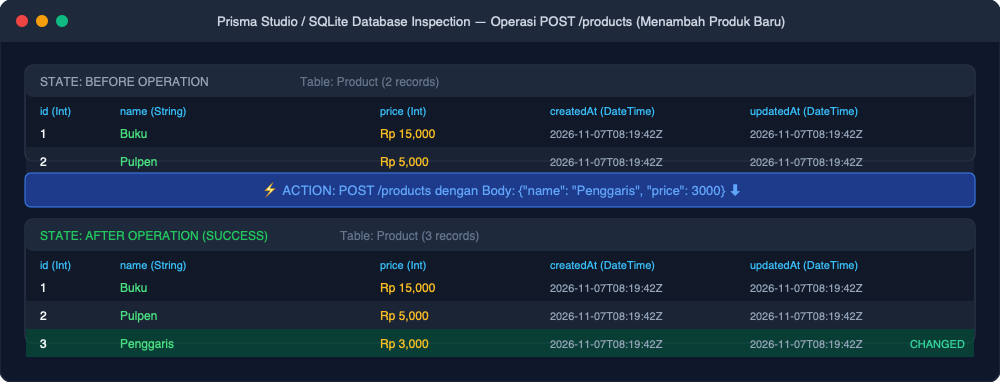 Prisma Studio / SQLite Database Inspection — Operasi POST /products (Menambah Produk Baru)
STATE: BEFORE OPERATION Table: Product (2 records)
id (Int) name (String) price (Int) createdAt (DateTime) updatedAt (DateTime)
1 Buku Rp 15,000 2026-11-07T08:19:42Z 2026-11-07T08:19:42Z
2 Pulpen Rp 5,000 2026-11-07T08:19:42Z 2026-11-07T08:19:42Z
⚡ ACTION: POST /products dengan Body: {"name": "Penggaris", "price": 3000} ⬇
STATE: AFTER OPERATION (SUCCESS) Table: Product (3 records)
id (Int) name (String) price (Int) createdAt (DateTime) updatedAt (DateTime)
1 Buku Rp 15,000 2026-11-07T08:19:42Z 2026-11-07T08:19:42Z
2 Pulpen Rp 5,000 2026-11-07T08:19:42Z 2026-11-07T08:19:42Z
3 Penggaris Rp 3,000 2026-11-07T08:19:42Z 2026-11-07T08:19:42Z CHANGED